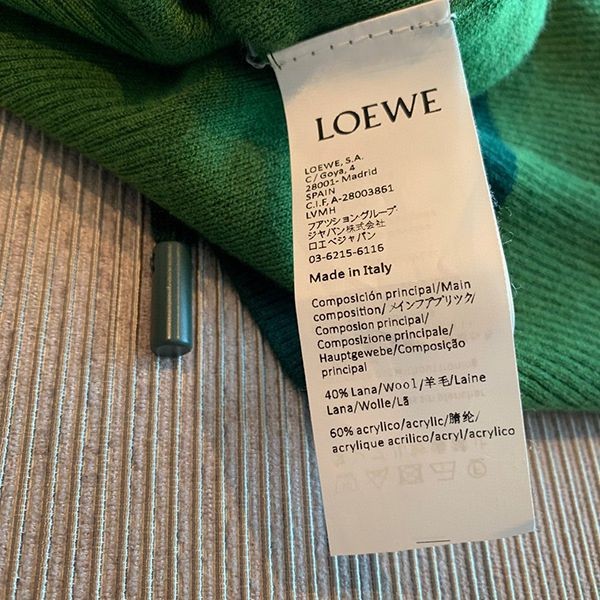 LOEWE
LOEWE, S.A.
C/ Goya, 4
28001- Madrid
SPAIN
C.I.F, A-28003861
LVMH
ファッション・グループ・
ジャパン株式会社
ロエベジャパン
03-6215-6116
Made in Italy
Composición principal/Main
composition/メインファブリック/
Composion principal/
Composizione principale/
Hauptgewebe/Composição
principal
40% Lana/Wool/羊毛/Laine
Lana/Wolle/Lã
60% acrylico/acrylic/腈纶/
acrylique acrilico/acryl/acrylico